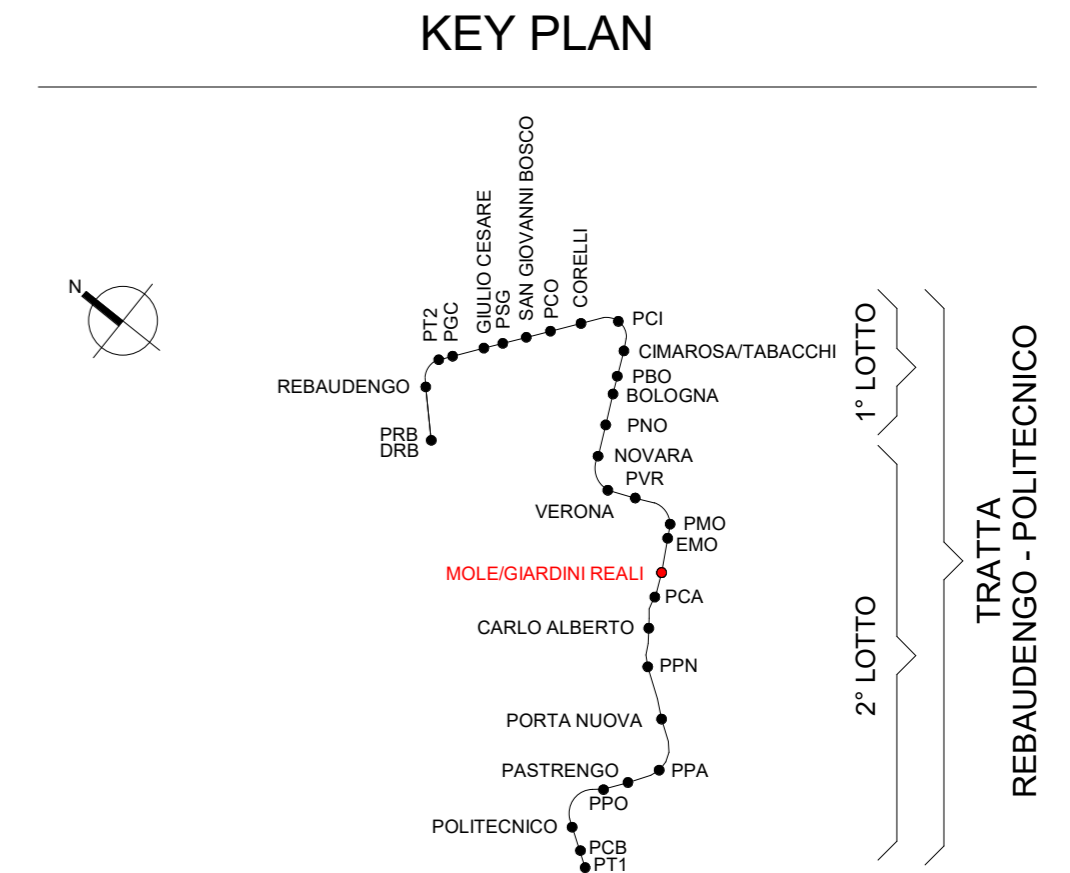 KEY PLAN
N
PT2
PGC
GIULIO CESARE
PSG
SAN GIOVANNI BOSCO
PCO
CORELLI
PCI
CIMAROSA/TABACCHI
REBAUDENGO
PBO
BOLOGNA
PRB
DRB
PNO
NOVARA
PVR
VERONA
PMO
EMO
MOLE/GIARDINI REALI
PCA
CARLO ALBERTO
PPN
PORTA NUOVA
PASTRENGO
PPA
PPO
POLITECNICO
PCB
PT1
1° LOTTO
2° LOTTO
TRATTA
REBAUDENGO - POLITECNICO